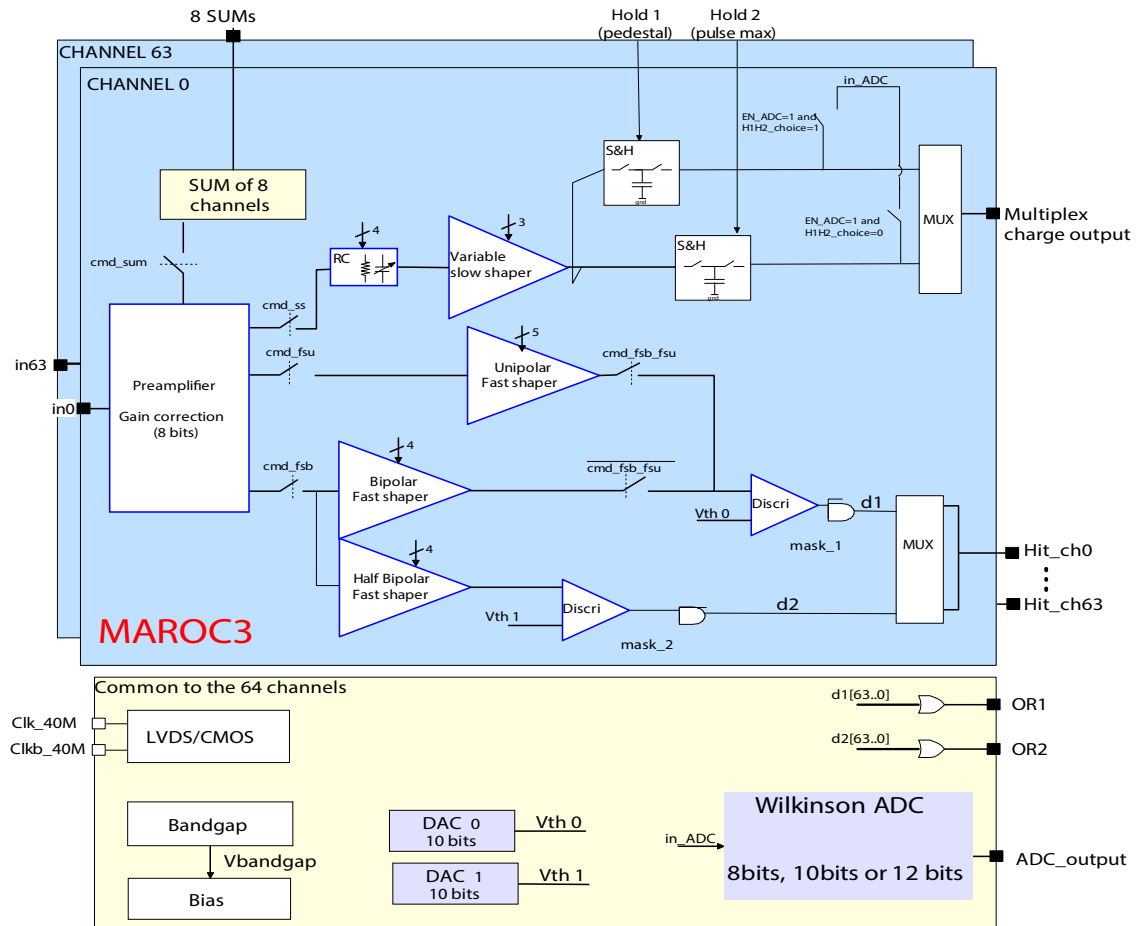 8 SUMs
Hold 1
(pedestal)
Hold 2
(pulse max)
CHANNEL 63
CHANNEL 0
in_ADC
EN_ADC=1 and
H1H2_choice=1
S&H
gnd
SUM of 8
channels
MUX
Multiplex
charge output
EN_ADC=1 and
H1H2_choice=0
S&H
gnd
4
3
RC
Variable
slow shaper
cmd_sum
cmd_ss
cmd_fsu
5
Unipolar
Fast shaper
cmd_fsb_fsu
in63
in0
Preamplifier
Gain correction
(8 bits)
cmd_fsb
4
Bipolar
Fast shaper
cmd_fsb_fsu
Discri
Vth 0
d1
mask_1
MUX
Hit_ch0
Hit_ch63
4
Half Bipolar
Fast shaper
Discri
Vth 1
d2
mask_2
MAROC3
Common to the 64 channels
d1[63..0]
OR1
Clk_40M
Clkb_40M
LVDS/CMOS
d2[63..0]
OR2
Bandgap
Vbandgap
Bias
DAC 0
10 bits
Vth 0
DAC 1
10 bits
Vth 1
in_ADC
Wilkinson ADC
8bits, 10bits or 12 bits
ADC_output